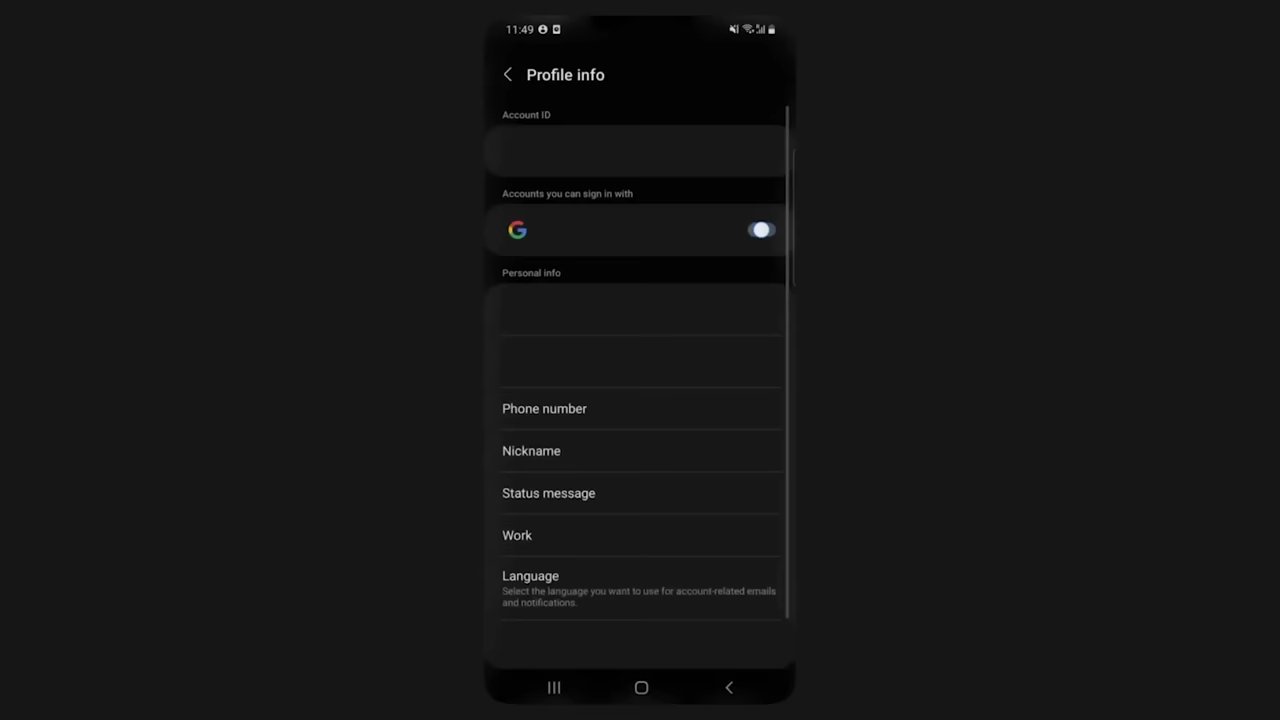 11:49
Profile info
Account ID
Accounts you can sign in with
Personal info
Phone number
Nickname
Status message
Work
Language
Select the language you want to use for account-related emails
and notifications.